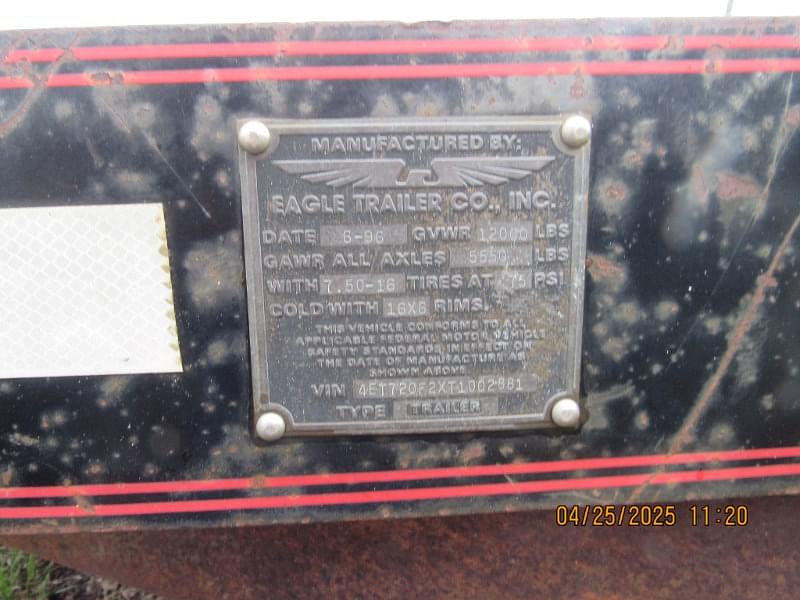 MANUFACTURED BY:
EAGLE TRAILER CO., INC.
DATE 6-96 GVWR 12000 LBS
GAWR ALL AXLES 5550 LBS
WITH 7.50-16 TIRES AT 75 PSI
COLD WITH 16X6 RIMS.
THIS VEHICLE CONFORMS TO ALL
APPLICABLE FEDERAL MOTOR VEHICLE
SAFETY STANDARDS IN EFFECT ON
THE DATE OF MANUFACTURE AS
SHOWN ABOVE
VIN 4ET720F2XT1002881
TYPE TRAILER
04/25/2025 11:20